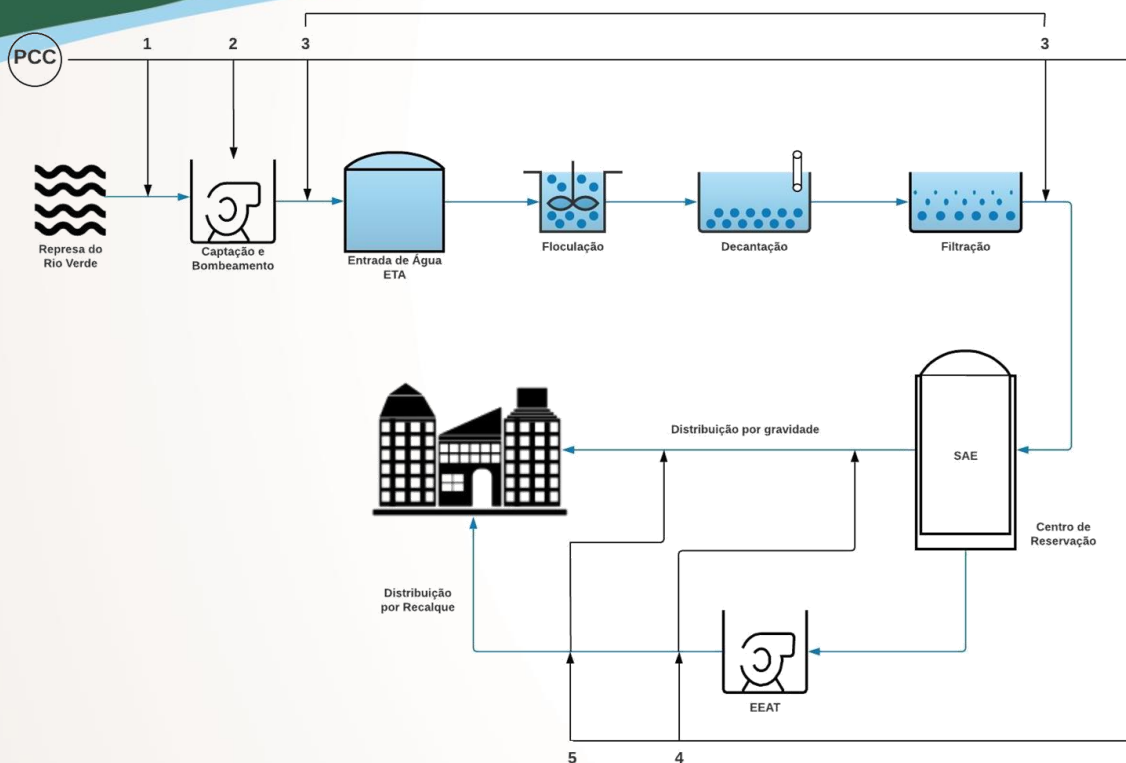 1
2
3
3
PCC
Represa do
Rio Verde
Captação e
Bombeamento
Entrada de Água
ETA
Floculação
Decantação
Filtração
Distribuição por gravidade
SAE
Centro de
Reservação
Distribuição
por Recalque
EEAT
5
4